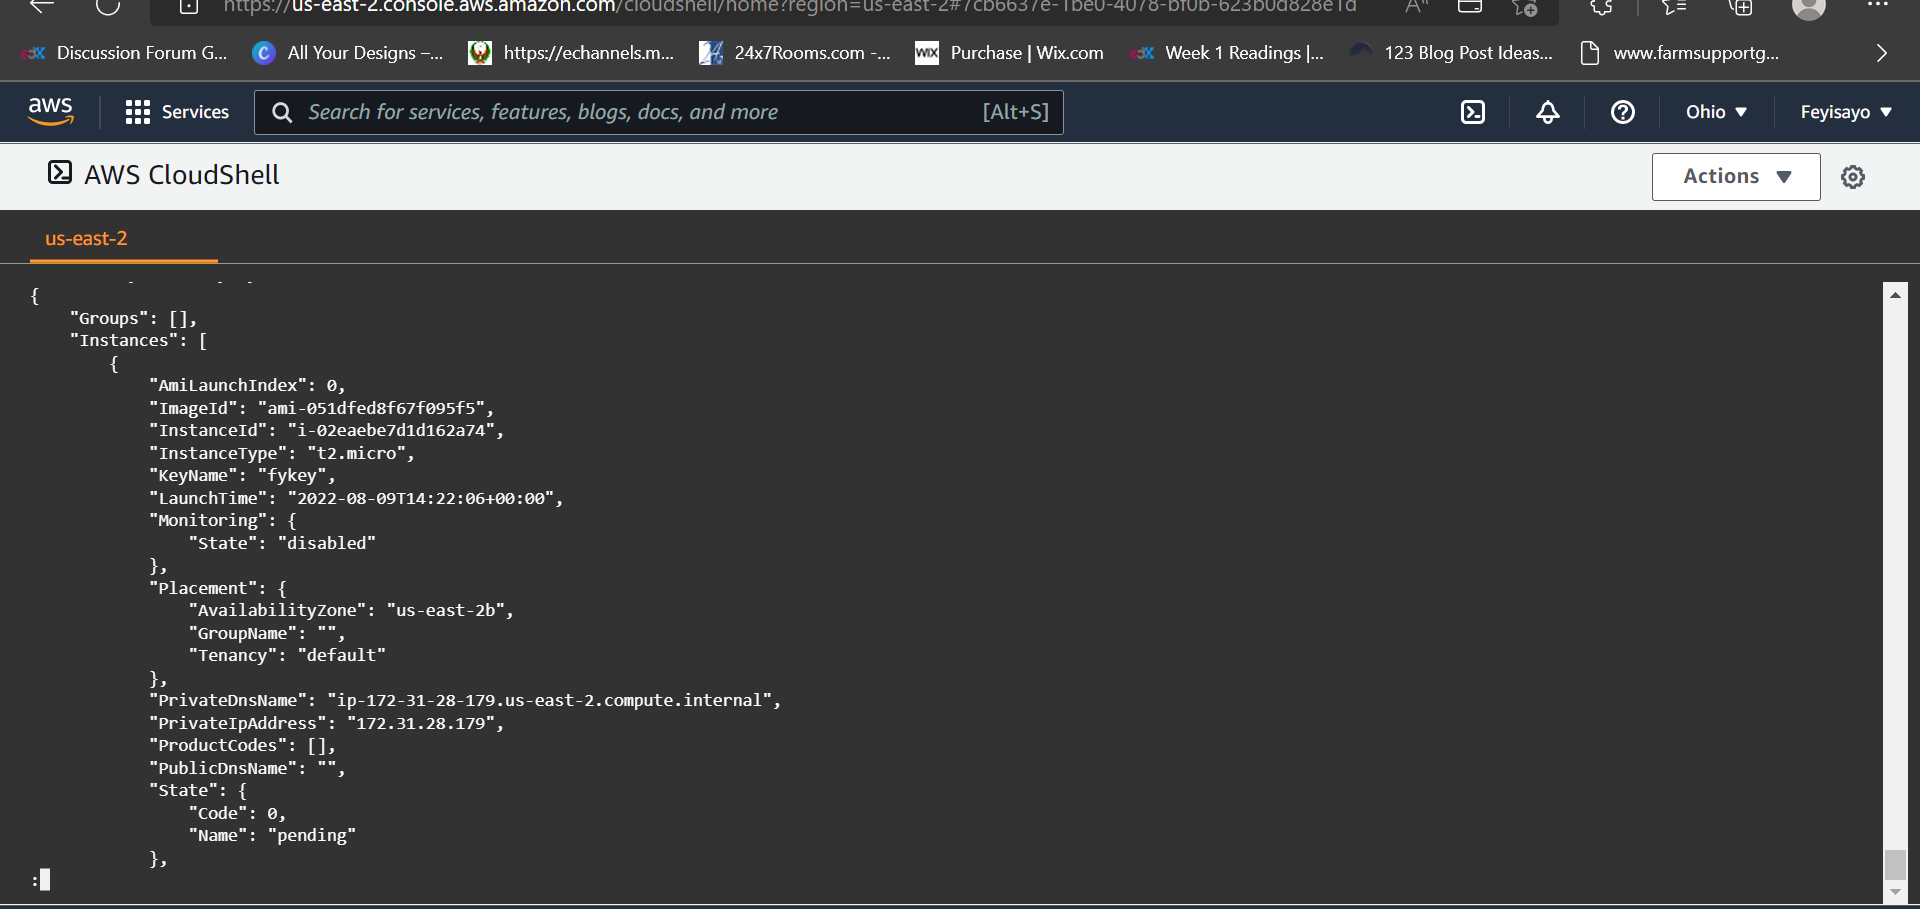 https://us-east-2.console.aws.amazon.com/cloudshell/home?region=us-east-2#7cb6637e-1be0-4078-bf0b-623b0d828e1d
Discussion Forum G... All Your Designs –... https://echannels.m... 24x7Rooms.com -... WIX Purchase | Wix.com Week 1 Readings |... 123 Blog Post Ideas... www.farmsupportg...
aws Services Search for services, features, blogs, docs, and more [Alt+S] Ohio ▼ Feyisayo ▼
AWS CloudShell Actions ▼
us-east-2
{
"Groups": [],
"Instances": [
{
"AmiLaunchIndex": 0,
"ImageId": "ami-051dfed8f67f095f5",
"InstanceId": "i-02eaebe7d1d162a74",
"InstanceType": "t2.micro",
"KeyName": "fykey",
"LaunchTime": "2022-08-09T14:22:06+00:00",
"Monitoring": {
"State": "disabled"
},
"Placement": {
"AvailabilityZone": "us-east-2b",
"GroupName": "",
"Tenancy": "default"
},
"PrivateDnsName": "ip-172-31-28-179.us-east-2.compute.internal",
"PrivateIpAddress": "172.31.28.179",
"ProductCodes": [],
"PublicDnsName": "",
"State": {
"Code": 0,
"Name": "pending"
},
: